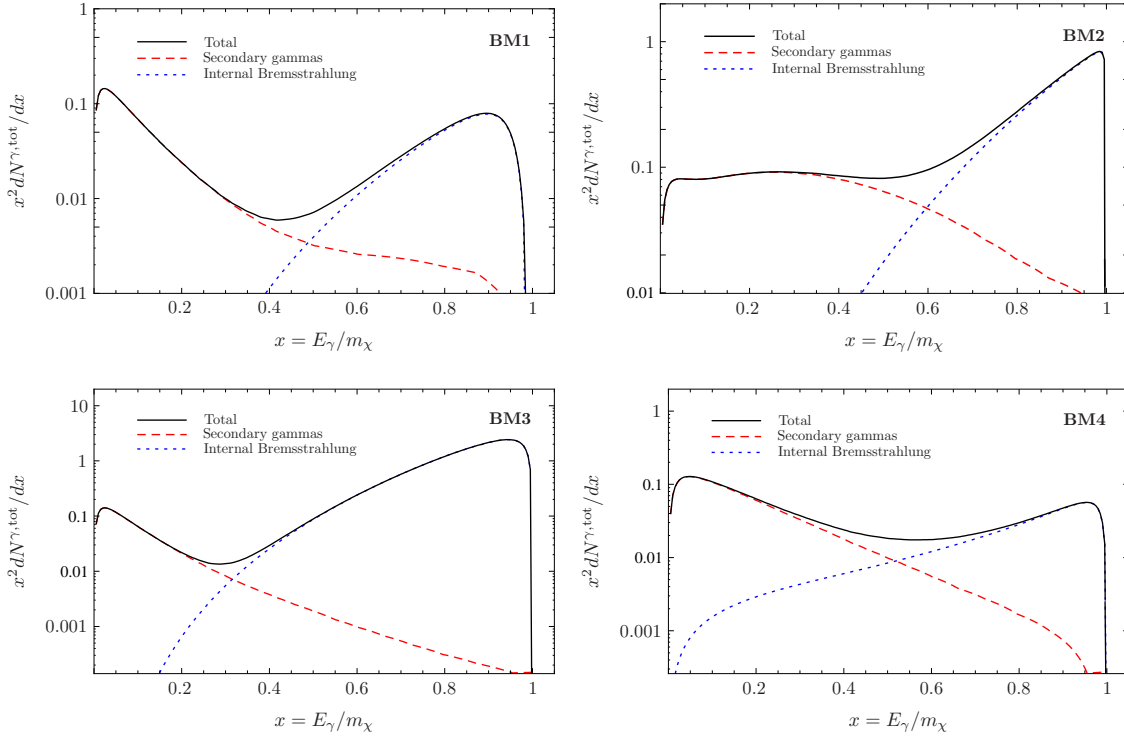 BM1
Total
Secondary gammas
Internal Bremsstrahlung
1
0.1
0.01
0.001
0.2 0.4 0.6 0.8 1
x² dN^{γ,tot}/dx
x = E_γ/m_χ
BM2
Total
Secondary gammas
Internal Bremsstrahlung
1
0.1
0.01
0.2 0.4 0.6 0.8 1
x² dN^{γ,tot}/dx
x = E_γ/m_χ
BM3
Total
Secondary gammas
Internal Bremsstrahlung
10
1
0.1
0.01
0.001
0.2 0.4 0.6 0.8 1
x² dN^{γ,tot}/dx
x = E_γ/m_χ
BM4
Total
Secondary gammas
Internal Bremsstrahlung
1
0.1
0.01
0.001
0.2 0.4 0.6 0.8 1
x² dN^{γ,tot}/dx
x = E_γ/m_χ